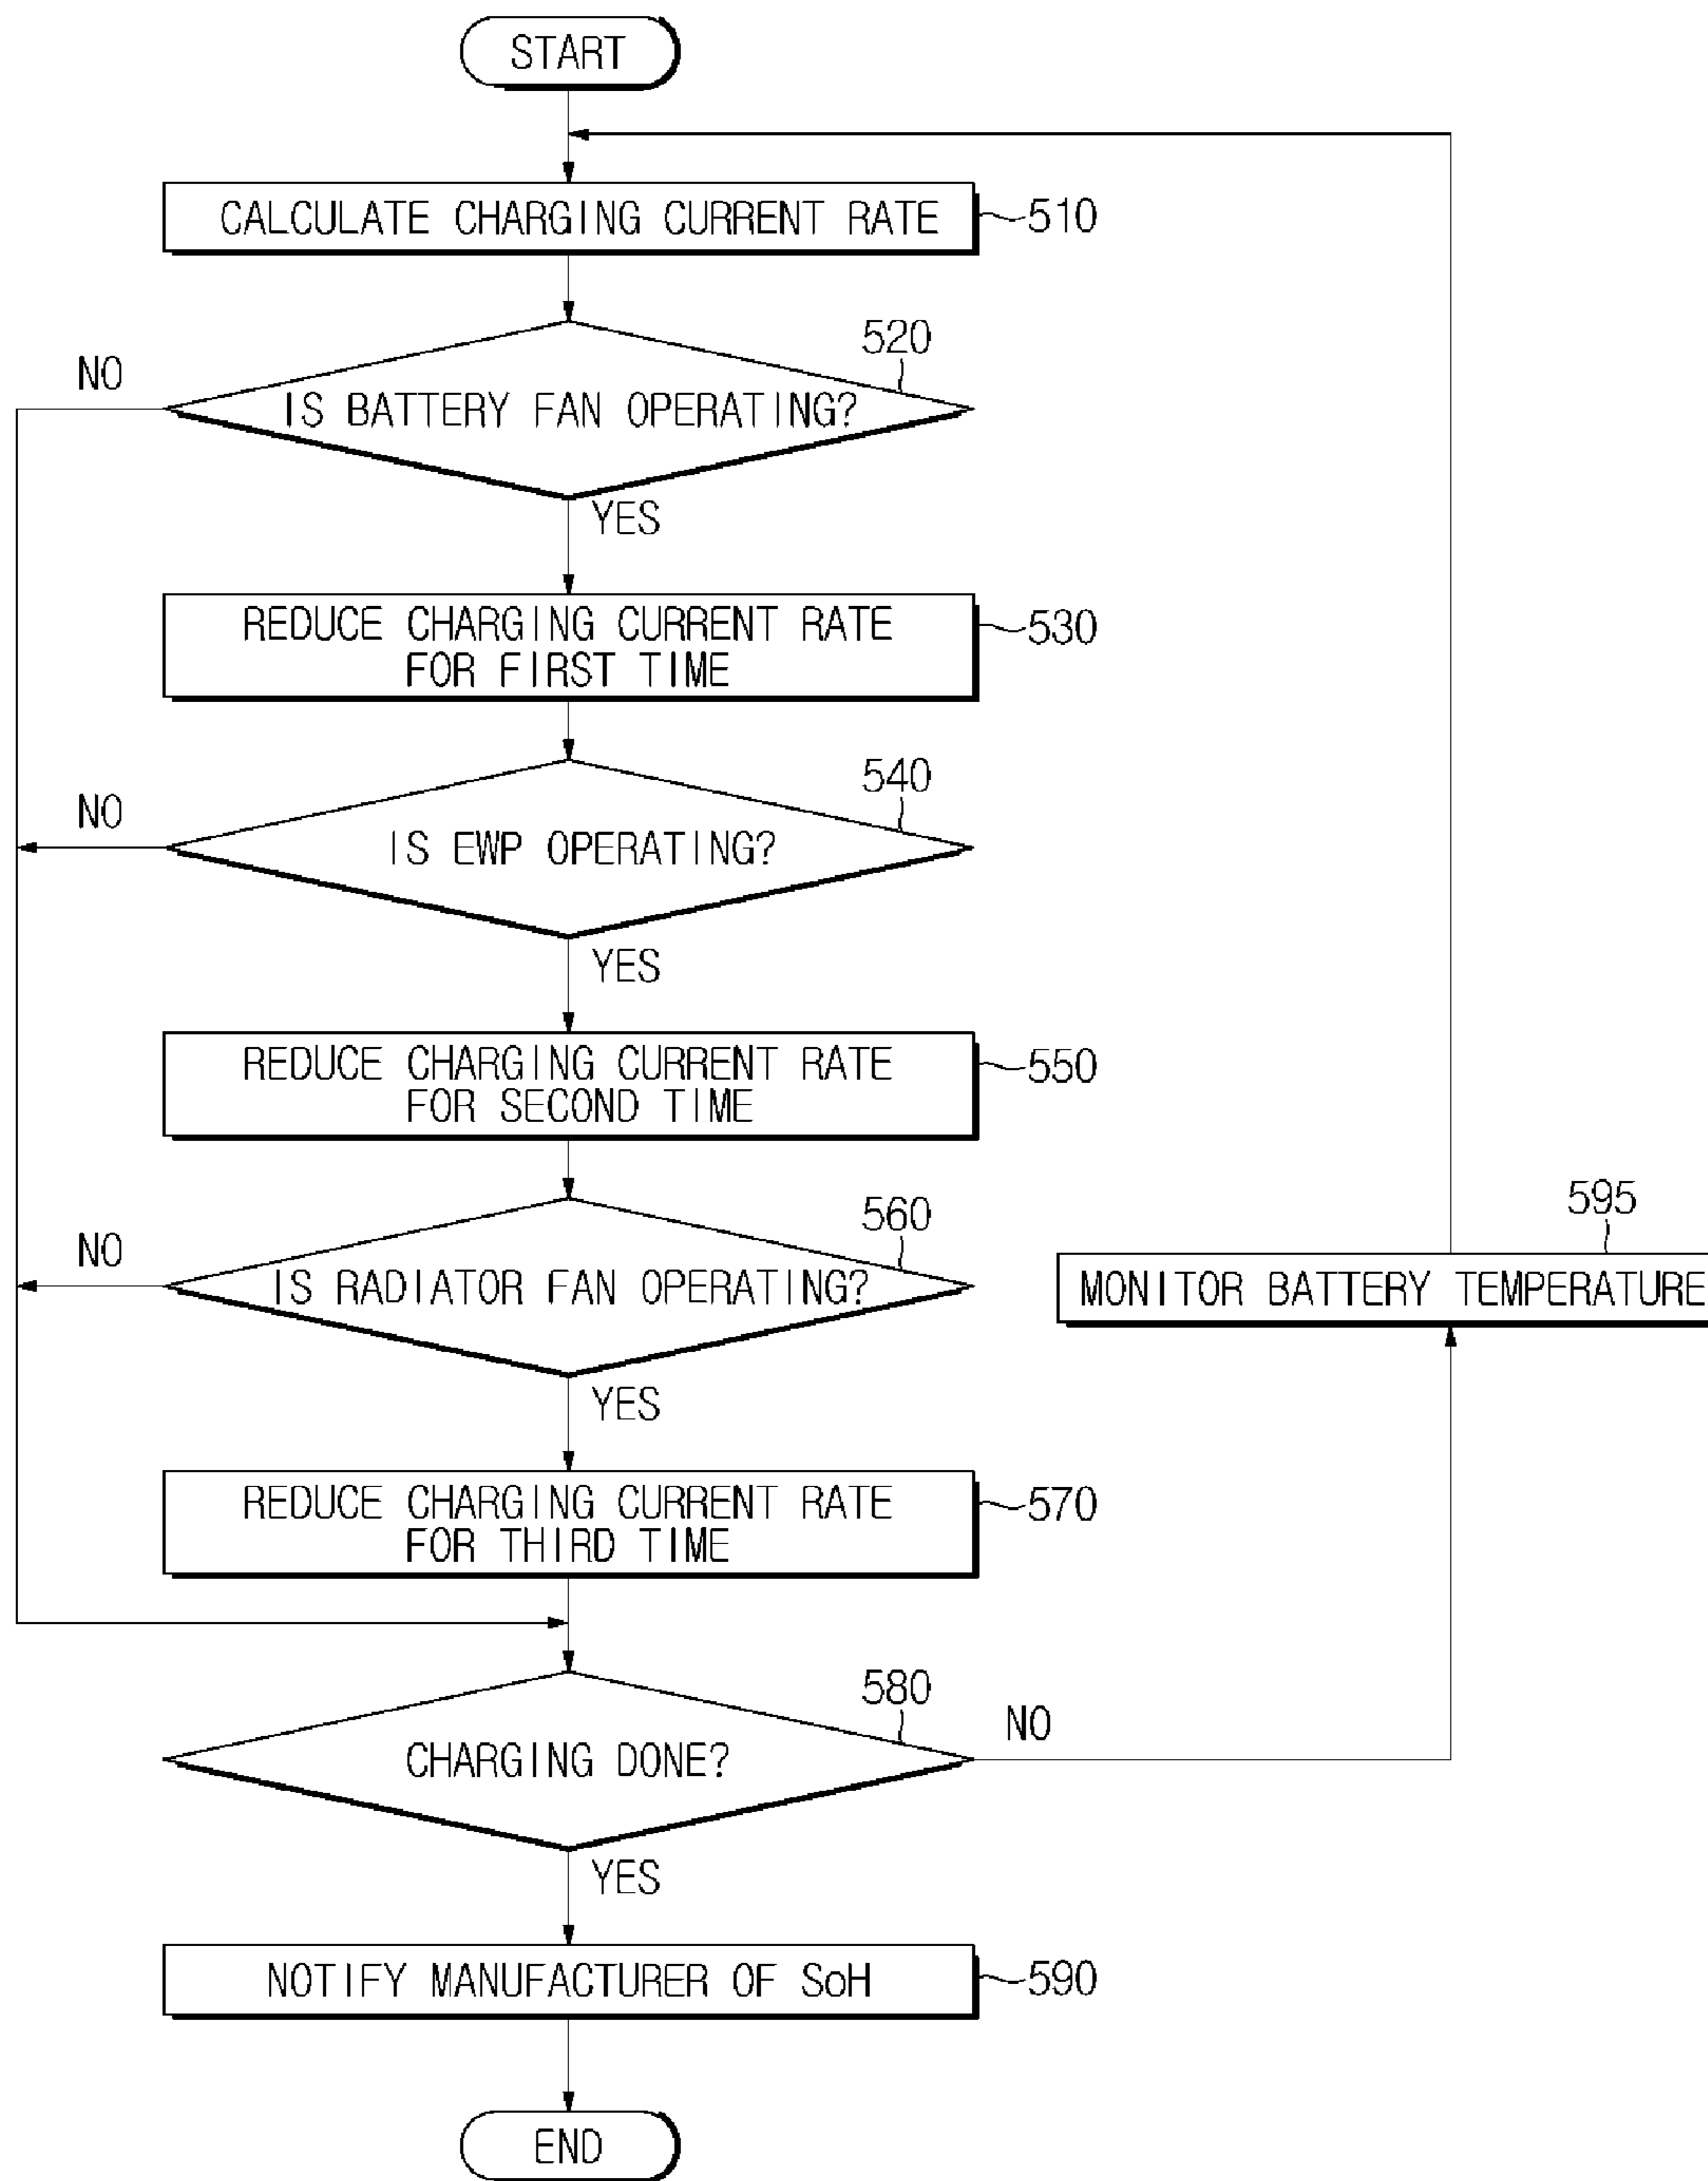 START
CALCULATE CHARGING CURRENT RATE
510
520
NO
IS BATTERY FAN OPERATING?
YES
REDUCE CHARGING CURRENT RATE
FOR FIRST TIME
530
540
NO
IS EWP OPERATING?
YES
REDUCE CHARGING CURRENT RATE
FOR SECOND TIME
550
560
NO
IS RADIATOR FAN OPERATING?
595
MONITOR BATTERY TEMPERATURE
YES
REDUCE CHARGING CURRENT RATE
FOR THIRD TIME
570
580
NO
CHARGING DONE?
YES
NOTIFY MANUFACTURER OF SoH
590
END